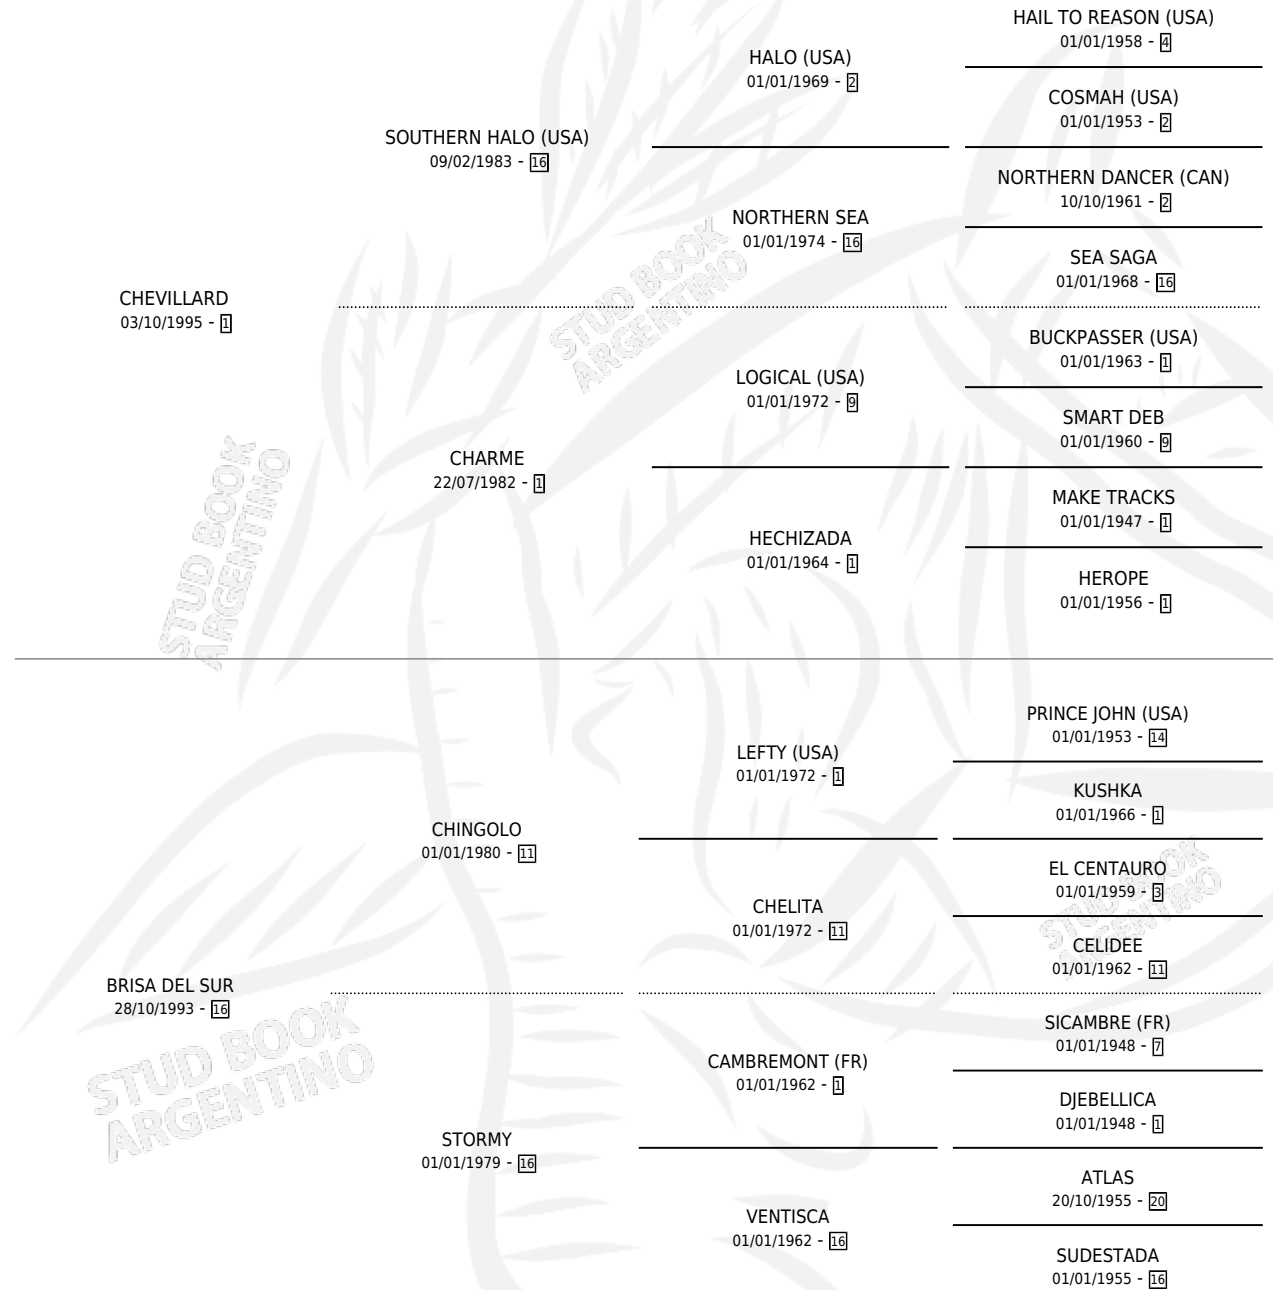 HAIL TO REASON (USA)
01/01/1958 - 4
HALO (USA)
01/01/1969 - 2
COSMAH (USA)
01/01/1953 - 2
SOUTHERN HALO (USA)
09/02/1983 - 16
NORTHERN DANCER (CAN)
10/10/1961 - 2
NORTHERN SEA
01/01/1974 - 16
SEA SAGA
01/01/1968 - 16
CHEVILLARD
03/10/1995 - 1
BUCKPASSER (USA)
01/01/1963 - 1
LOGICAL (USA)
01/01/1972 - 9
SMART DEB
01/01/1960 - 9
CHARME
22/07/1982 - 1
MAKE TRACKS
01/01/1947 - 1
HECHIZADA
01/01/1964 - 1
HEROPE
01/01/1956 - 1
STUD BOOK
ARGENTINO
STUD BOOK
ARGENTINO
PRINCE JOHN (USA)
01/01/1953 - 14
LEFTY (USA)
01/01/1972 - 1
KUSHKA
01/01/1966 - 1
CHINGOLO
01/01/1980 - 11
EL CENTAURO
01/01/1959 - 3
CHELITA
01/01/1972 - 11
CELIDEE
01/01/1962 - 11
BRISA DEL SUR
28/10/1993 - 16
SICAMBRE (FR)
01/01/1948 - 7
CAMBREMONT (FR)
01/01/1962 - 1
DJEBELLICA
01/01/1948 - 1
STORMY
01/01/1979 - 16
ATLAS
20/10/1955 - 20
VENTISCA
01/01/1962 - 16
SUDESTADA
01/01/1955 - 16
STUD BOOK
ARGENTINO
STUD BOOK
ARGENTINO